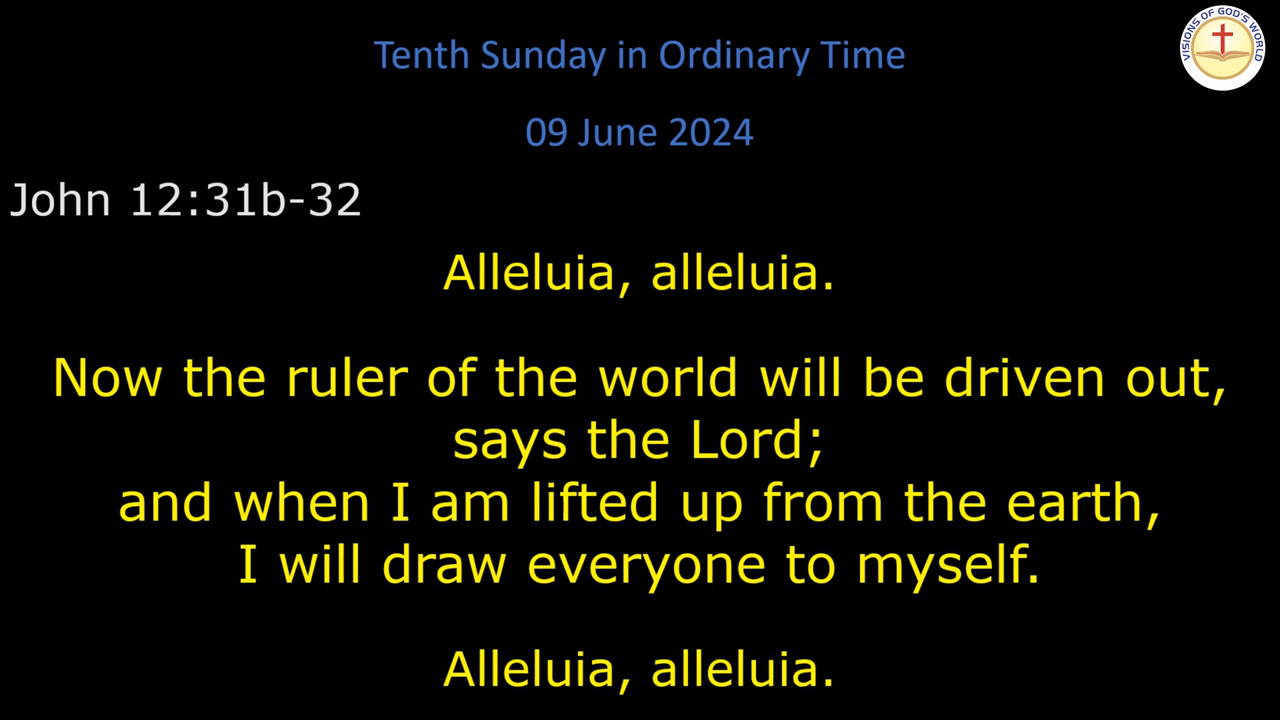 VISIONS OF GOD'S WORLD
Tenth Sunday in Ordinary Time
09 June 2024
John 12:31b-32
Alleluia, alleluia.
Now the ruler of the world will be driven out,
says the Lord;
and when I am lifted up from the earth,
I will draw everyone to myself.
Alleluia, alleluia.